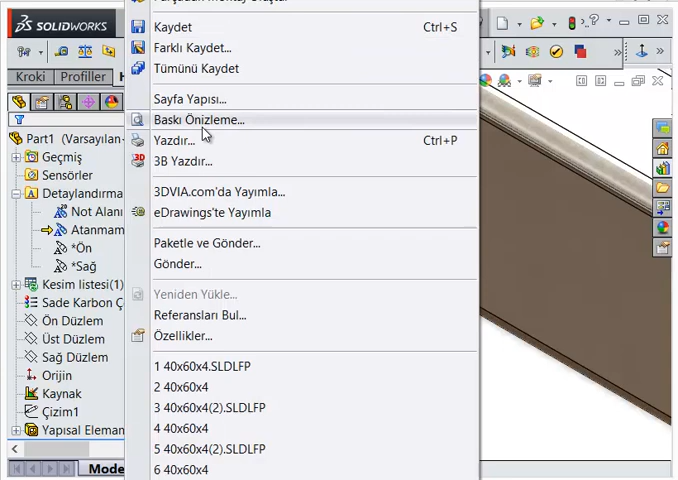 SOLIDWORKS
Kaydet Ctrl+S
Farklı Kaydet...
Tümünü Kaydet
Sayfa Yapısı...
Baskı Önizleme...
Yazdır... Ctrl+P
3D 3B Yazdır...
3DVIA.com'da Yayımla...
eDrawings'te Yayımla
Paketle ve Gönder...
Gönder...
Yeniden Yükle...
Referansları Bul...
Özellikler...
1 40x60x4.SLDLFP
2 40x60x4
3 40x60x4(2).SLDLFP
4 40x60x4
5 40x60x4(2).SLDLFP
6 40x60x4
Kroki Profiller
Part1 (Varsayılan
Geçmiş
Sensörler
Detaylandırma
Not Alanı
Atanmam
*Ön
*Sağ
Kesim listesi(1)
Sade Karbon Ç
Ön Düzlem
Üst Düzlem
Sağ Düzlem
Orijin
Kaynak
Çizim1
Yapısal Eleman
Mode